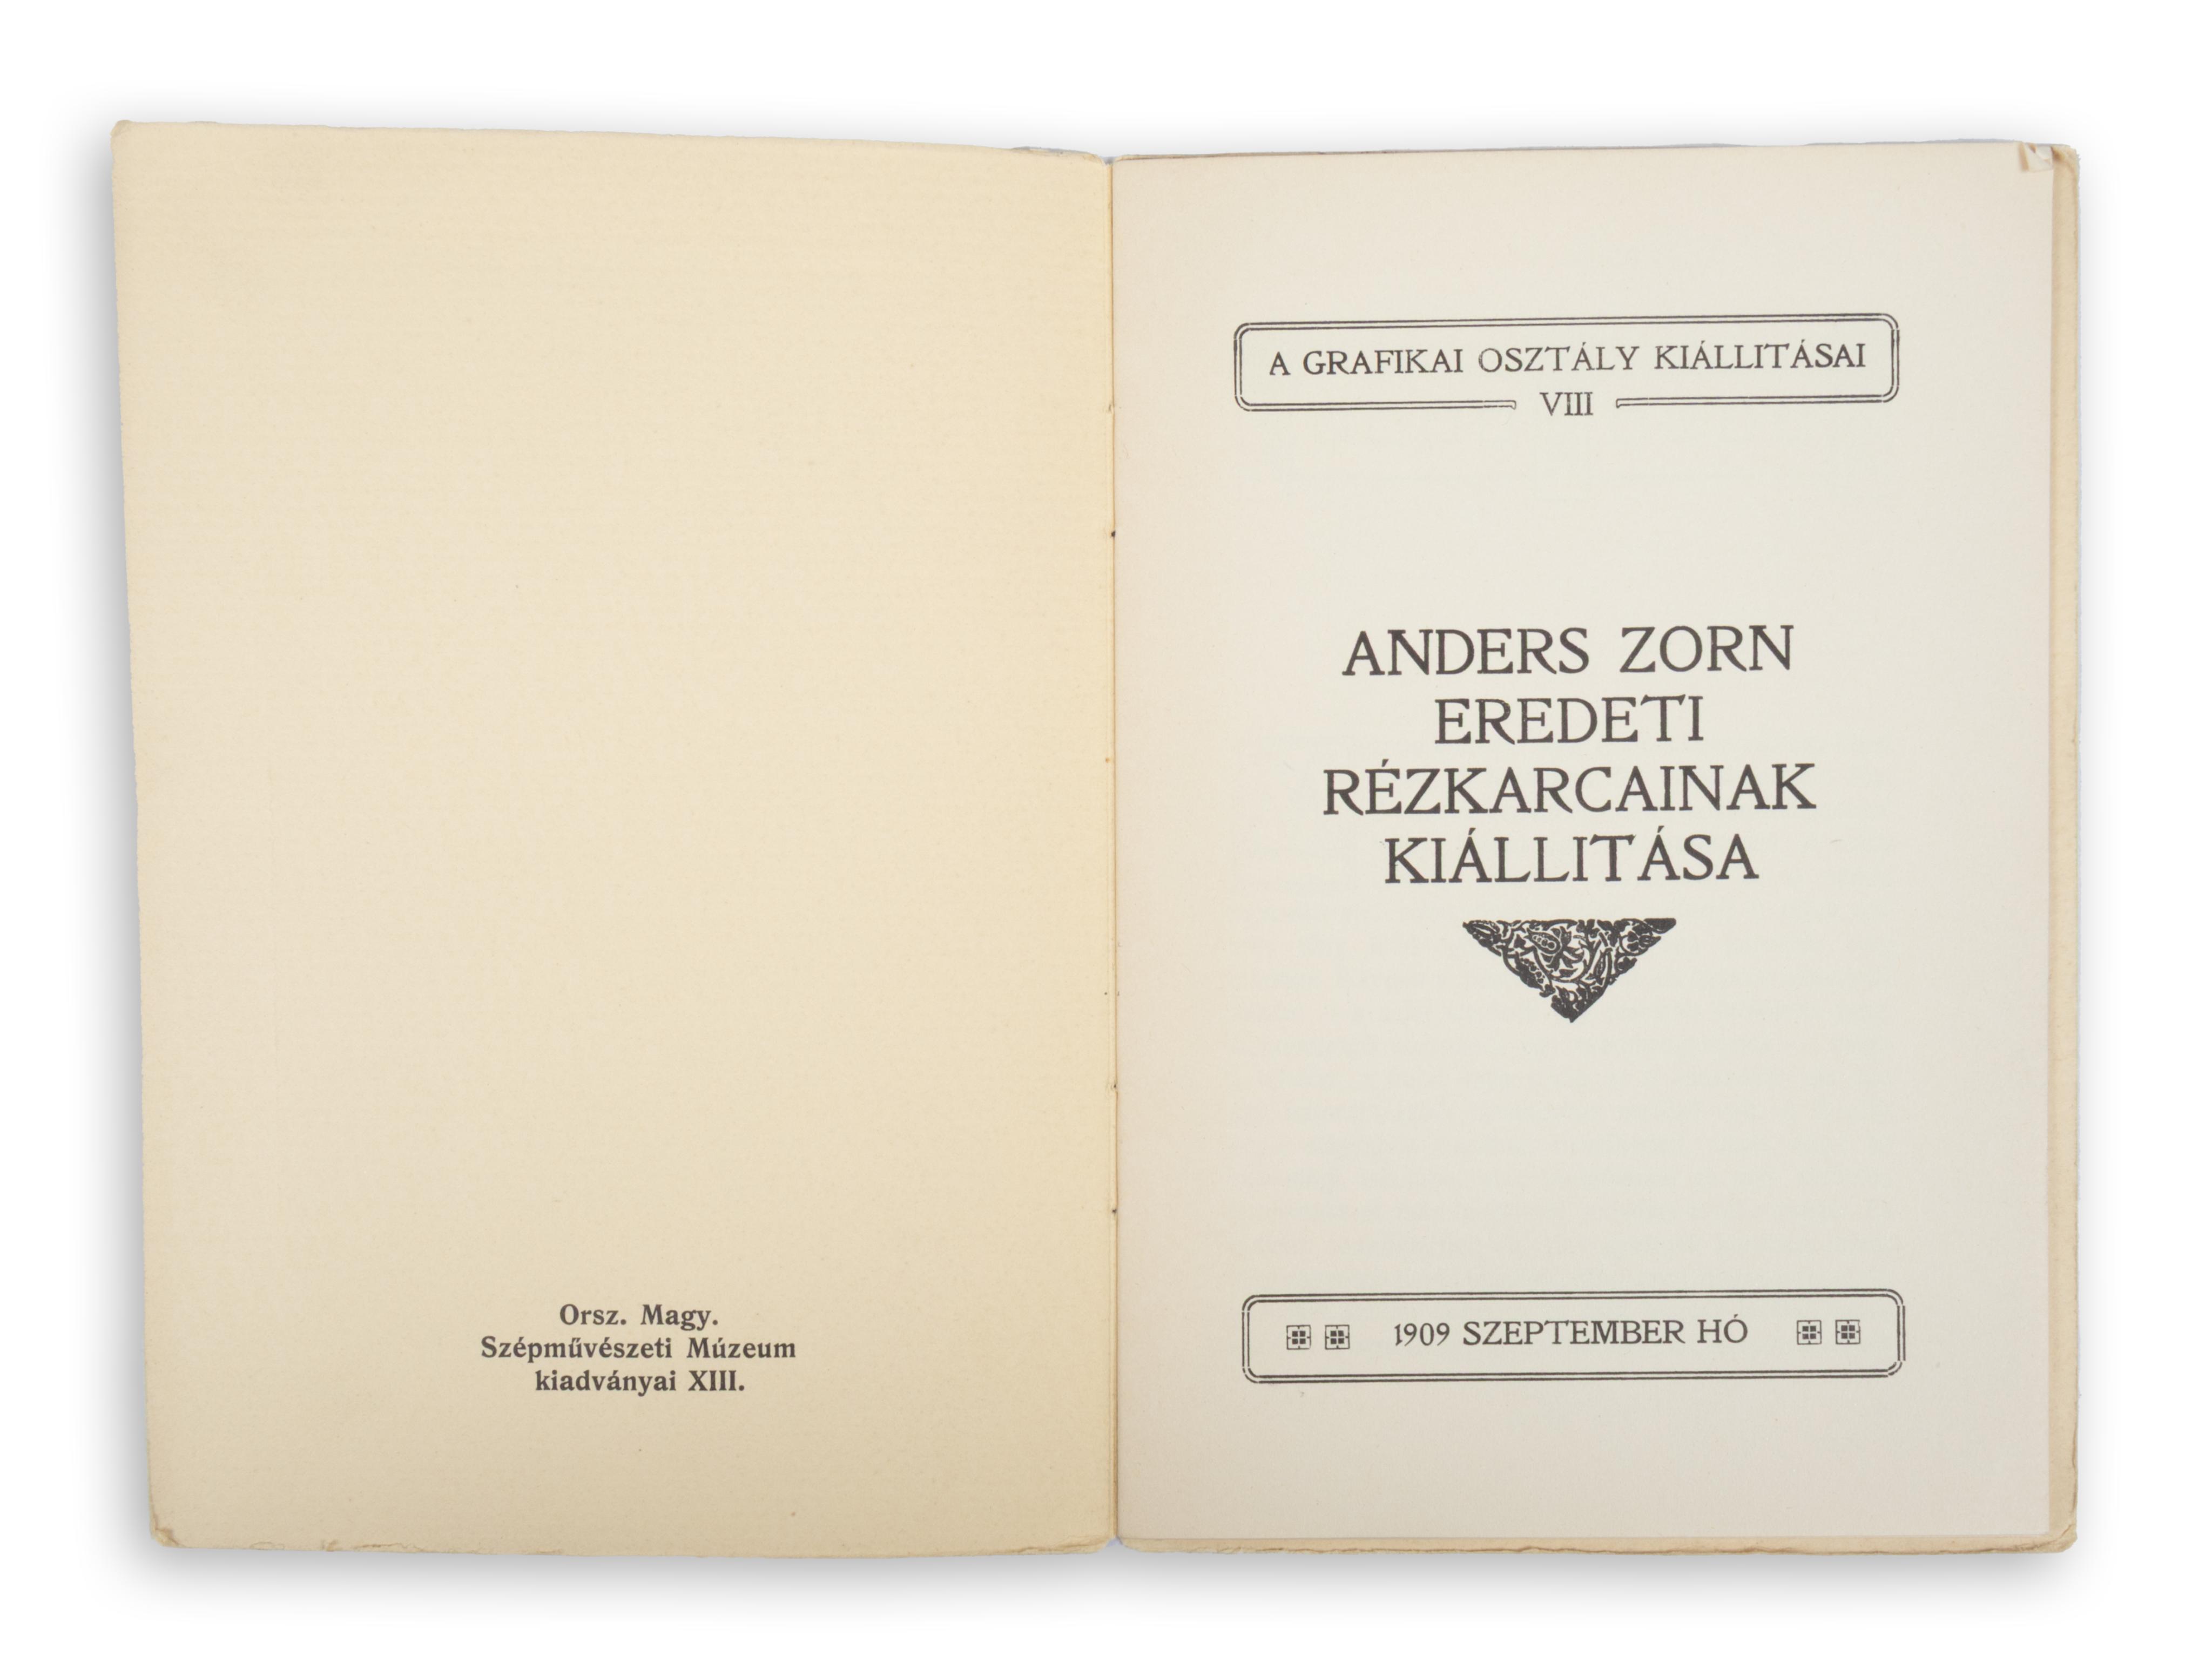 Orsz. Magy.
Szépművészeti Múzeum
kiadványai XIII.
A GRAFIKAI OSZTÁLY KIÁLLITÁSAI
VIII
ANDERS ZORN
EREDETI
RÉZKARCAINAK
KIÁLLITÁSA
1909 SZEPTEMBER HÓ